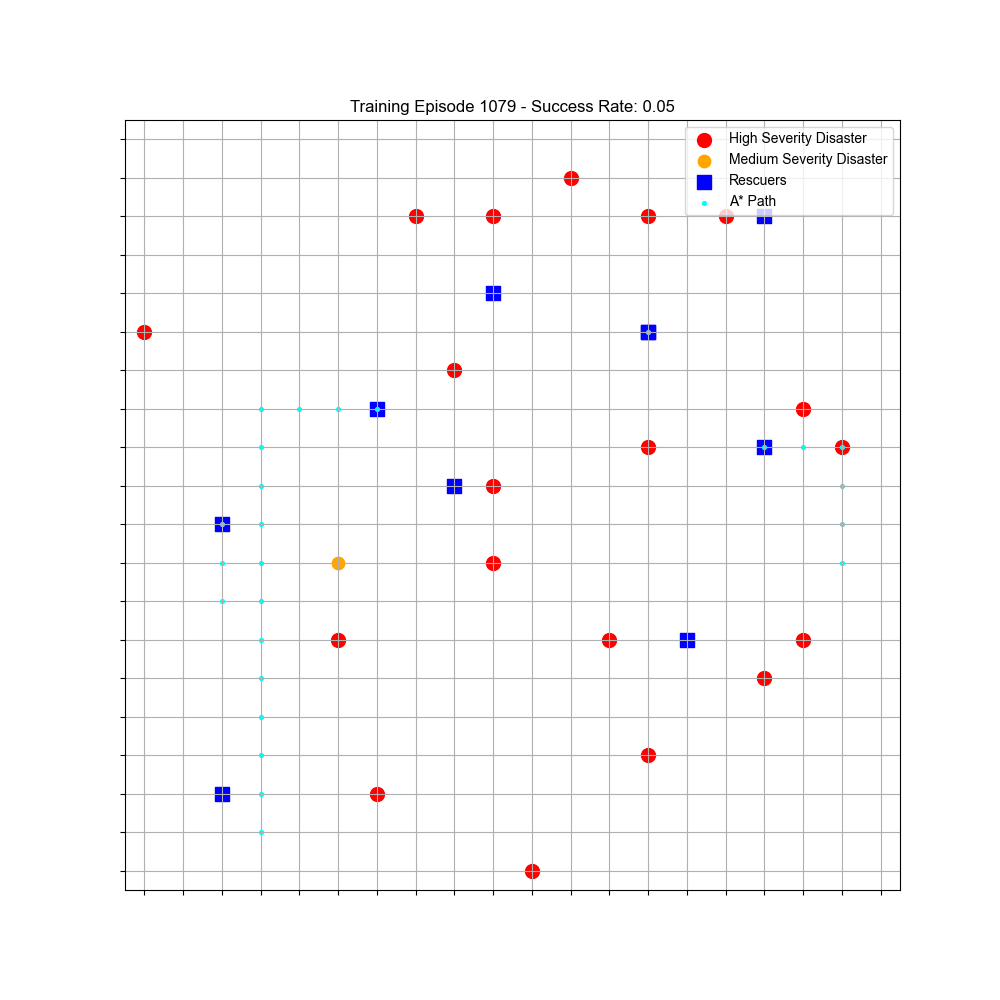 Training Episode 1079 - Success Rate: 0.05
High Severity Disaster
Medium Severity Disaster
Rescuers
A* Path